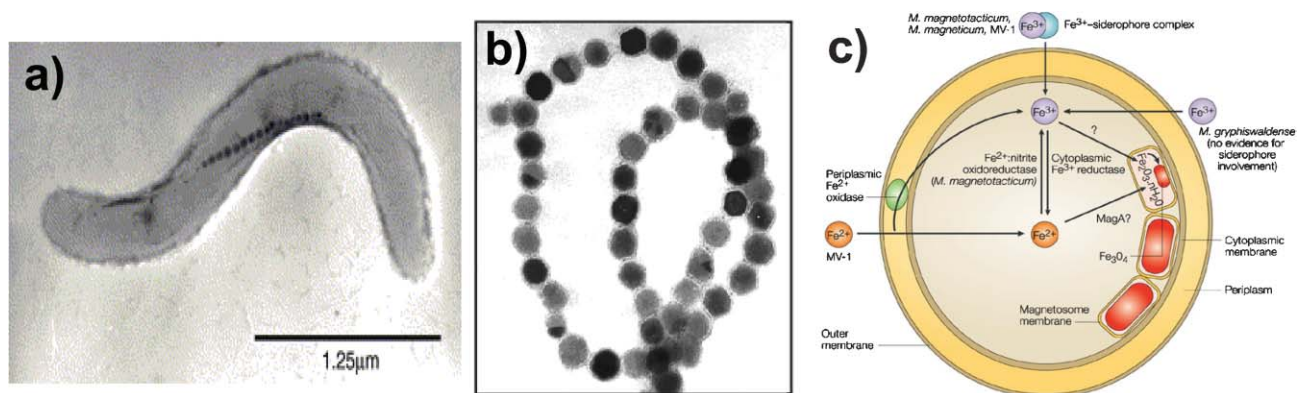 a)
1.25µm
b)
c)
M. magnetotacticum,
M. magneticum, MV-1
Fe3+
Fe3+–siderophore complex
Fe3+
Fe3+
M. gryphiswaldense
(no evidence for
siderophore
involvement)
?
Fe2+:nitrite
oxidoreductase
(M. magnetotacticum)
Cytoplasmic
Fe3+ reductase
Fe2O3·nH2O
Periplasmic
Fe2+
oxidase
MagA?
Fe2+
MV-1
Fe2+
Fe3O4
Cytoplasmic
membrane
Periplasm
Magnetosome
membrane
Outer
membrane